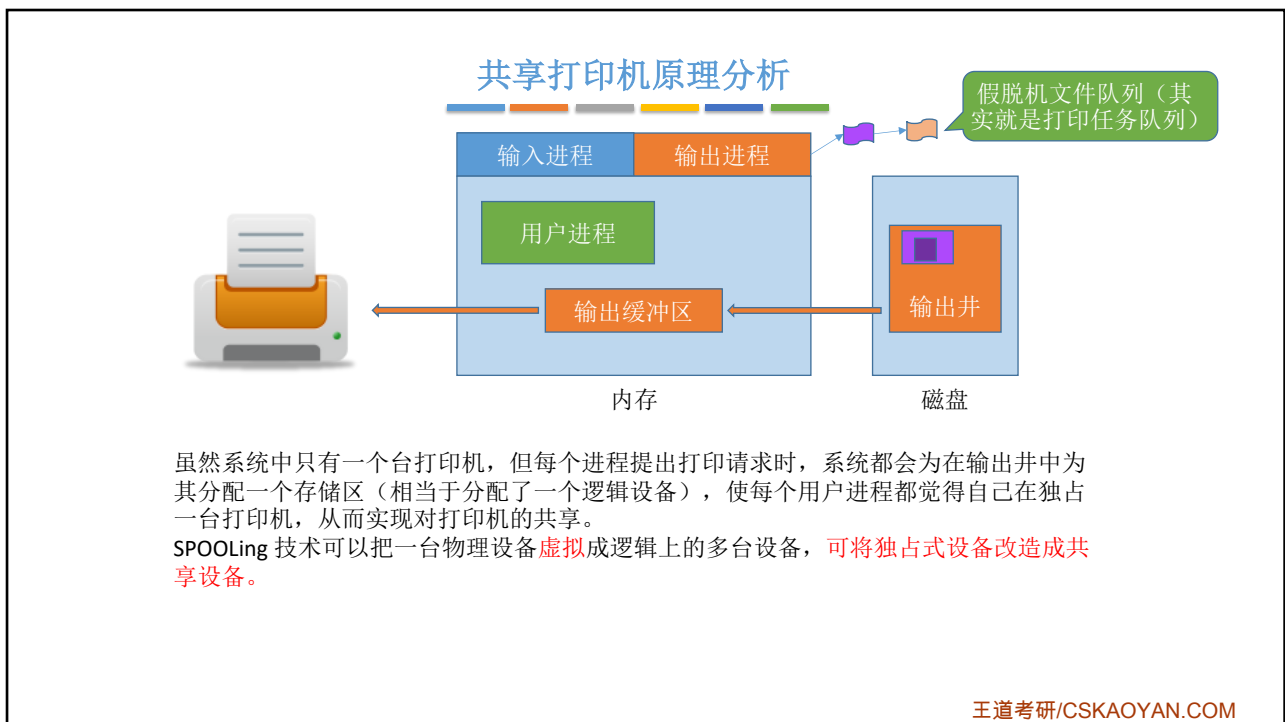 共享打印机原理分析
假脱机文件队列（其
实就是打印任务队列）
输入进程
输出进程
用户进程
输出缓冲区
输出井
内存
磁盘
虽然系统中只有一个台打印机，但每个进程提出打印请求时，系统都会为在输出井中为
其分配一个存储区（相当于分配了一个逻辑设备），使每个用户进程都觉得自己在独占
一台打印机，从而实现对打印机的共享。
SPOOLing 技术可以把一台物理设备虚拟成逻辑上的多台设备，可将独占式设备改造成共
享设备。
王道考研/CSKAOYAN.COM